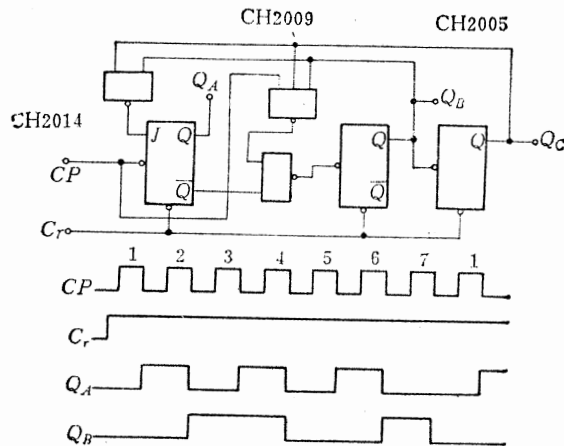 CH2009 CH2005
Q_A
Q_B
CH2014
J Q Q Q Q_C
CP
Q̅ Q̅
C_r
1 2 3 4 5 6 7 1
CP
C_r
Q_A
Q_B